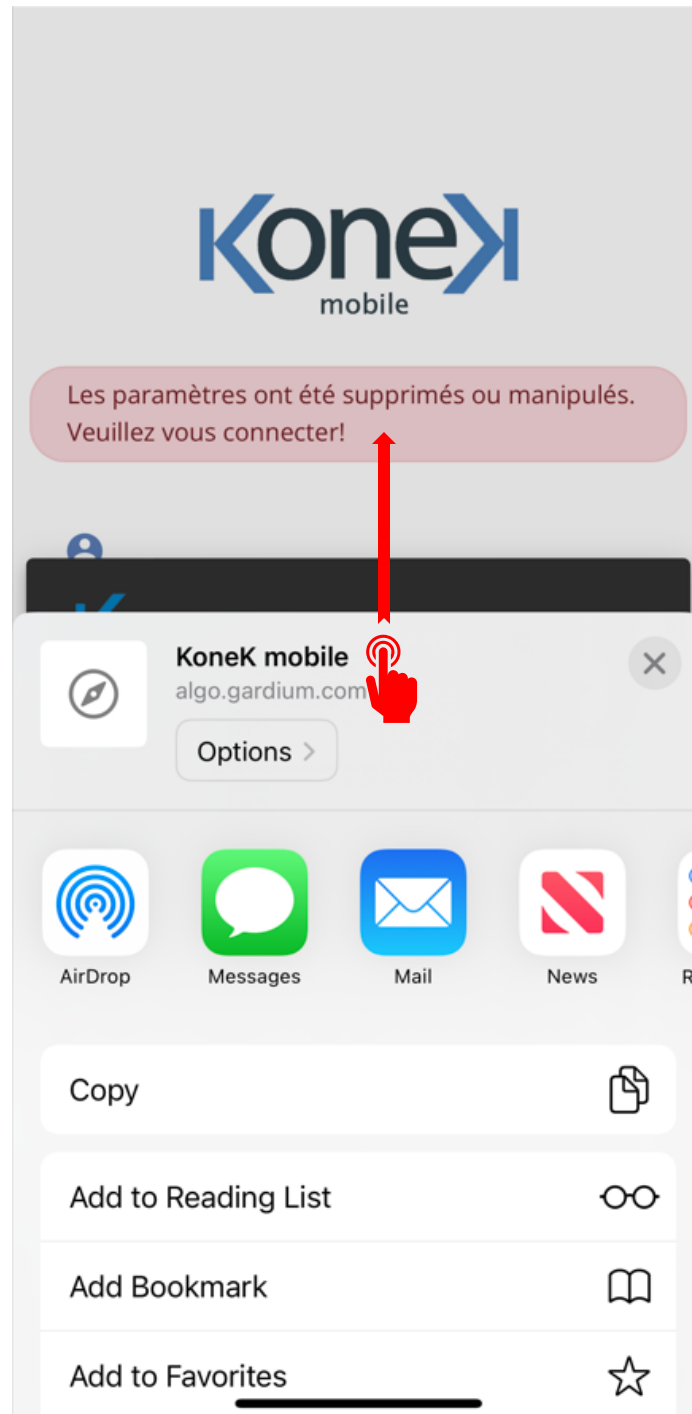 KoneK
mobile
Les paramètres ont été supprimés ou manipulés.
Veuillez vous connecter!
KoneK mobile
algo.gardium.com
Options
AirDrop
Messages
Mail
News
R
Copy
Add to Reading List
Add Bookmark
Add to Favorites